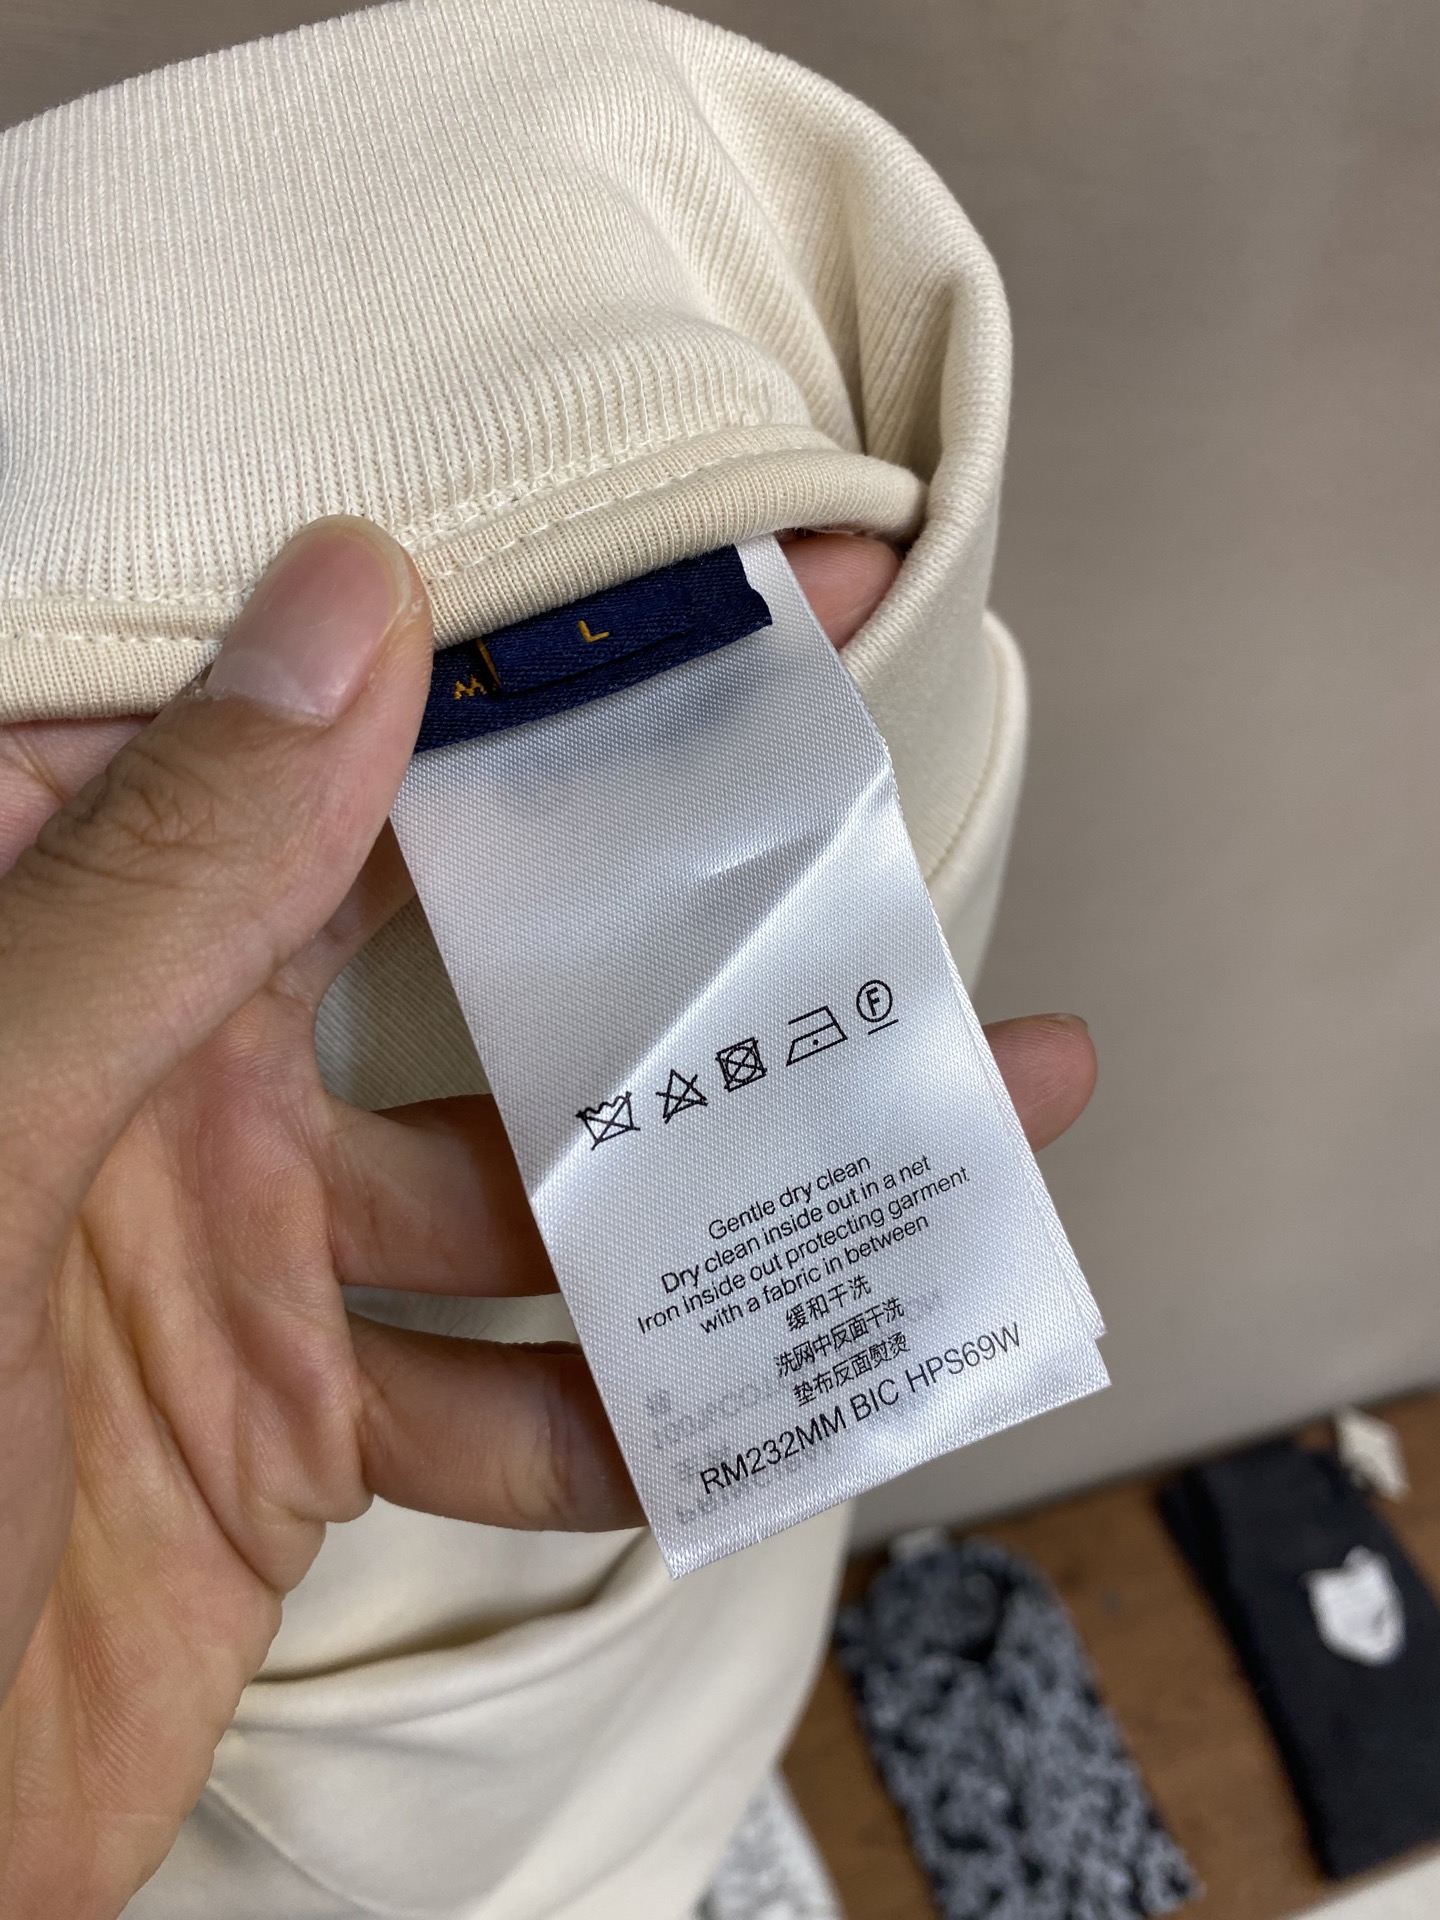 L
F
Gentle dry clean
Dry clean inside out in a net
Iron Inside out protecting garment
with a fabric in between
缓和干洗
洗网中反面干洗
垫布反面熨烫
RM232MM BIC HPS69W